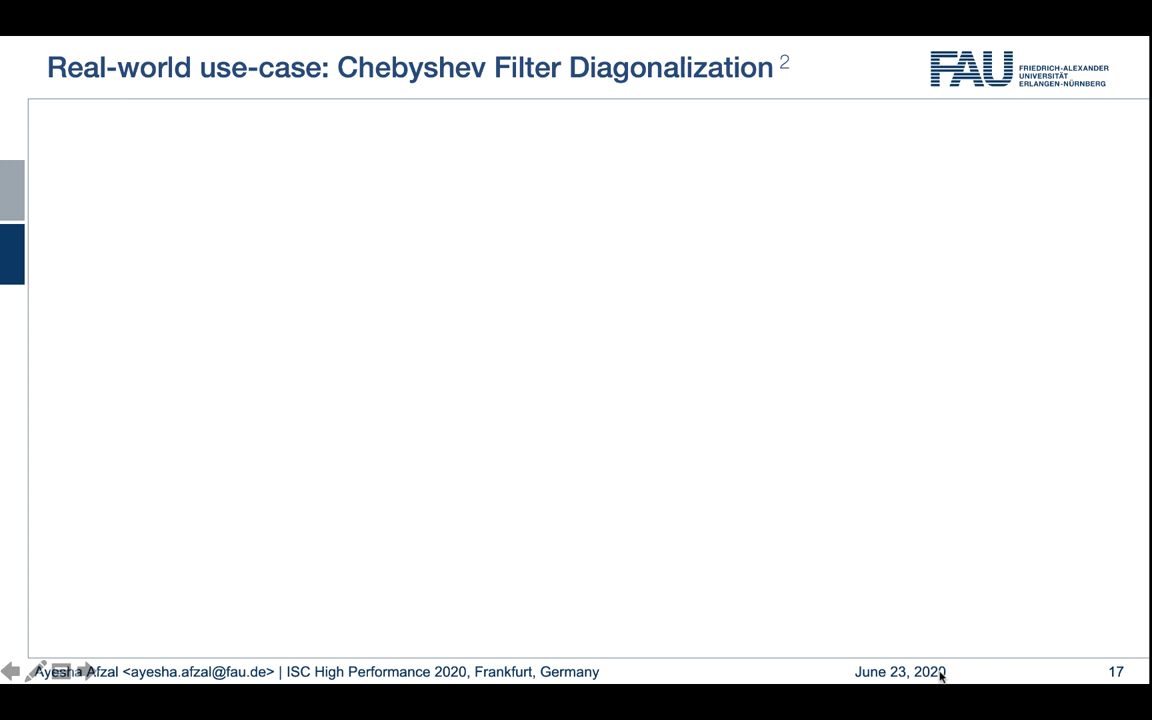 Real-world use-case: Chebyshev Filter Diagonalization 2
FAU
FRIEDRICH-ALEXANDER
UNIVERSITÄT
ERLANGEN-NÜRNBERG
Ayesha Afzal <ayesha.afzal@fau.de> | ISC High Performance 2020, Frankfurt, Germany
June 23, 2020
17